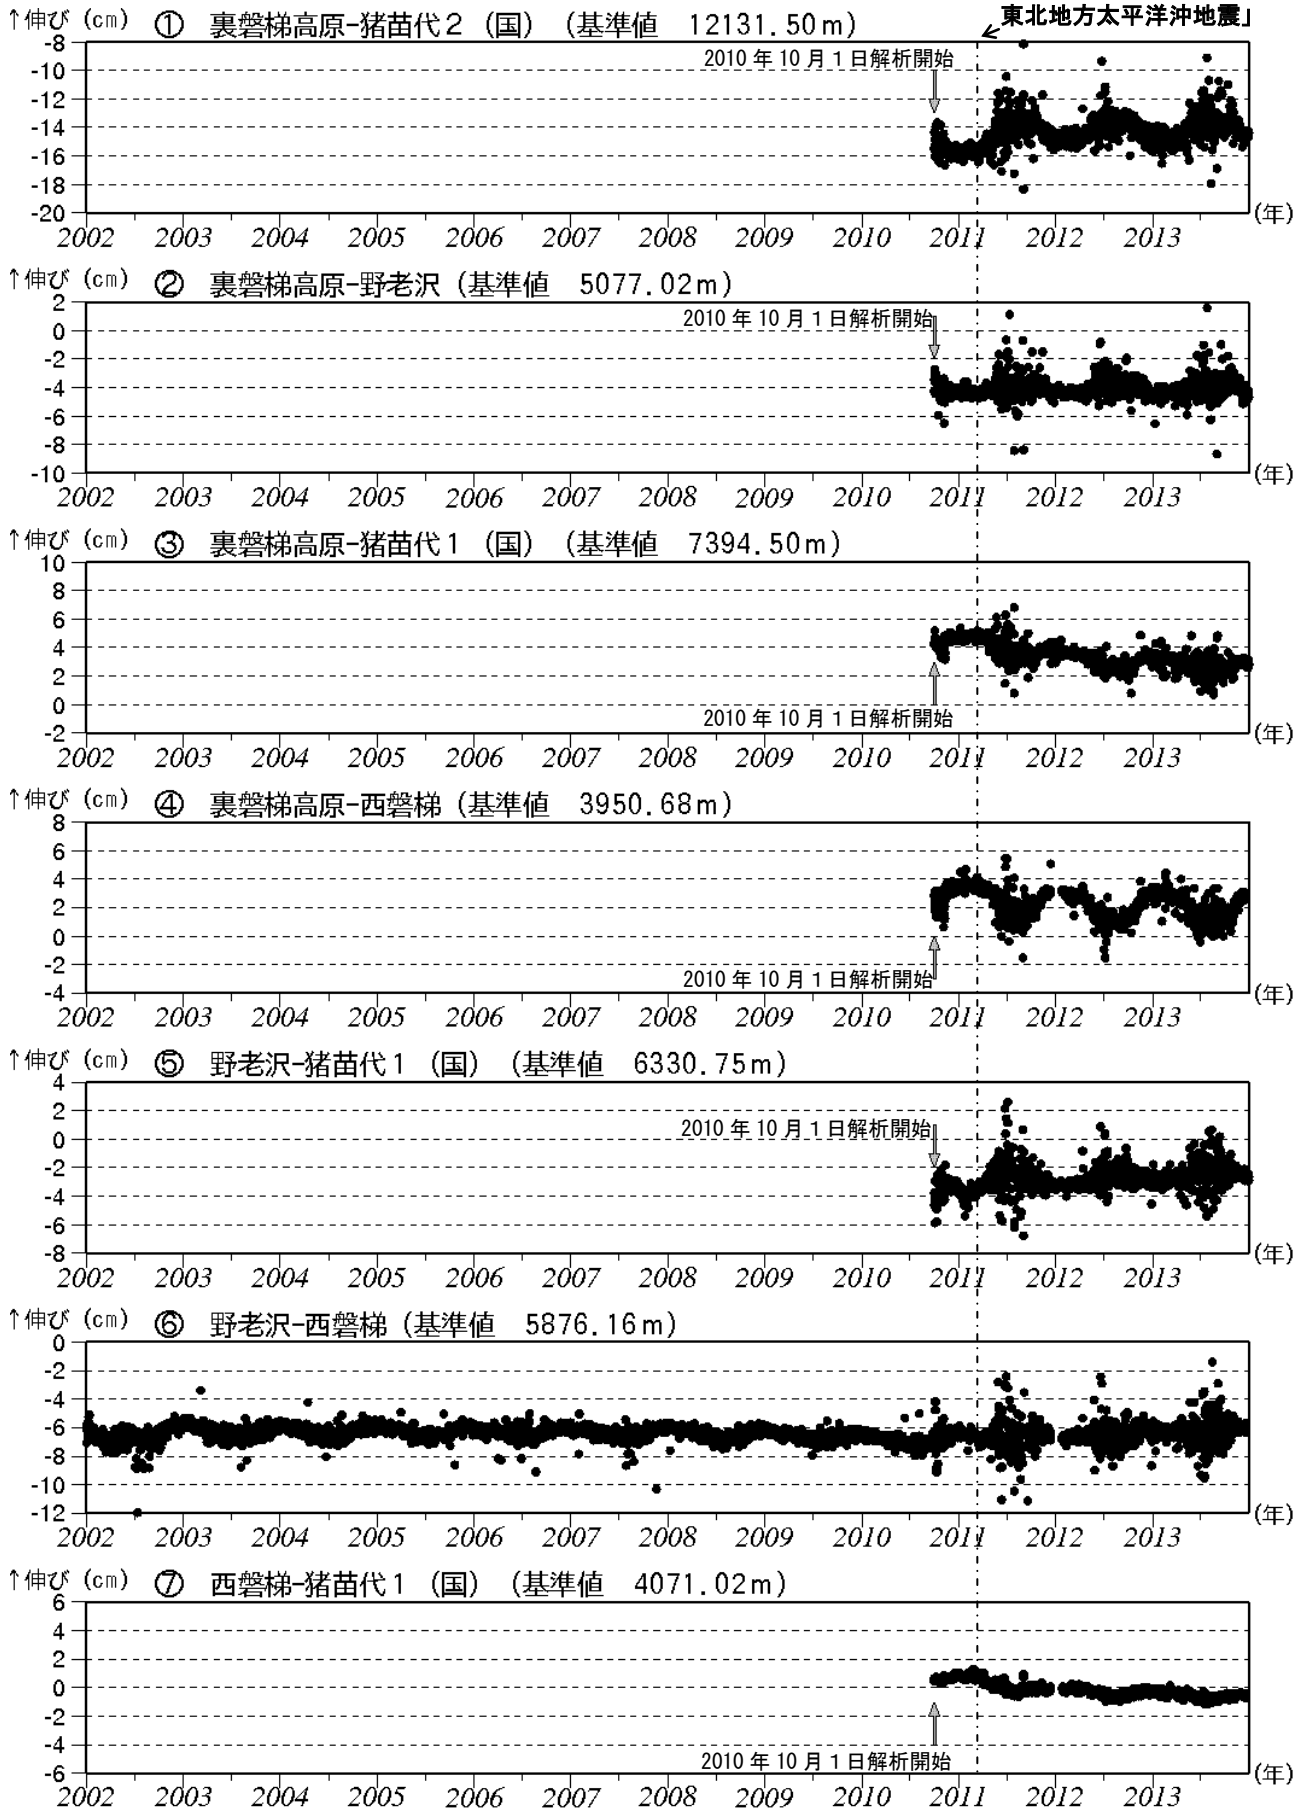 東北地方太平洋沖地震」
↑伸び (cm) ① 裏磐梯高原-猪苗代2 (国) (基準値 12131.50m)
2010年10月1日解析開始
-8
-10
-12
-14
-16
-18
-20
2002 2003 2004 2005 2006 2007 2008 2009 2010 2011 2012 2013 (年)
↑伸び (cm) ② 裏磐梯高原-野老沢 (基準値 5077.02m)
2010年10月1日解析開始
2
0
-2
-4
-6
-8
-10
2002 2003 2004 2005 2006 2007 2008 2009 2010 2011 2012 2013 (年)
↑伸び (cm) ③ 裏磐梯高原-猪苗代1 (国) (基準値 7394.50m)
10
8
6
4
2
0
-2
2010年10月1日解析開始
2002 2003 2004 2005 2006 2007 2008 2009 2010 2011 2012 2013 (年)
↑伸び (cm) ④ 裏磐梯高原-西磐梯 (基準値 3950.68m)
8
6
4
2
0
-2
-4
2010年10月1日解析開始
2002 2003 2004 2005 2006 2007 2008 2009 2010 2011 2012 2013 (年)
↑伸び (cm) ⑤ 野老沢-猪苗代1 (国) (基準値 6330.75m)
2010年10月1日解析開始
4
2
0
-2
-4
-6
-8
2002 2003 2004 2005 2006 2007 2008 2009 2010 2011 2012 2013 (年)
↑伸び (cm) ⑥ 野老沢-西磐梯 (基準値 5876.16m)
0
-2
-4
-6
-8
-10
-12
2002 2003 2004 2005 2006 2007 2008 2009 2010 2011 2012 2013 (年)
↑伸び (cm) ⑦ 西磐梯-猪苗代1 (国) (基準値 4071.02m)
6
4
2
0
-2
-4
-6
2010年10月1日解析開始
2002 2003 2004 2005 2006 2007 2008 2009 2010 2011 2012 2013 (年)